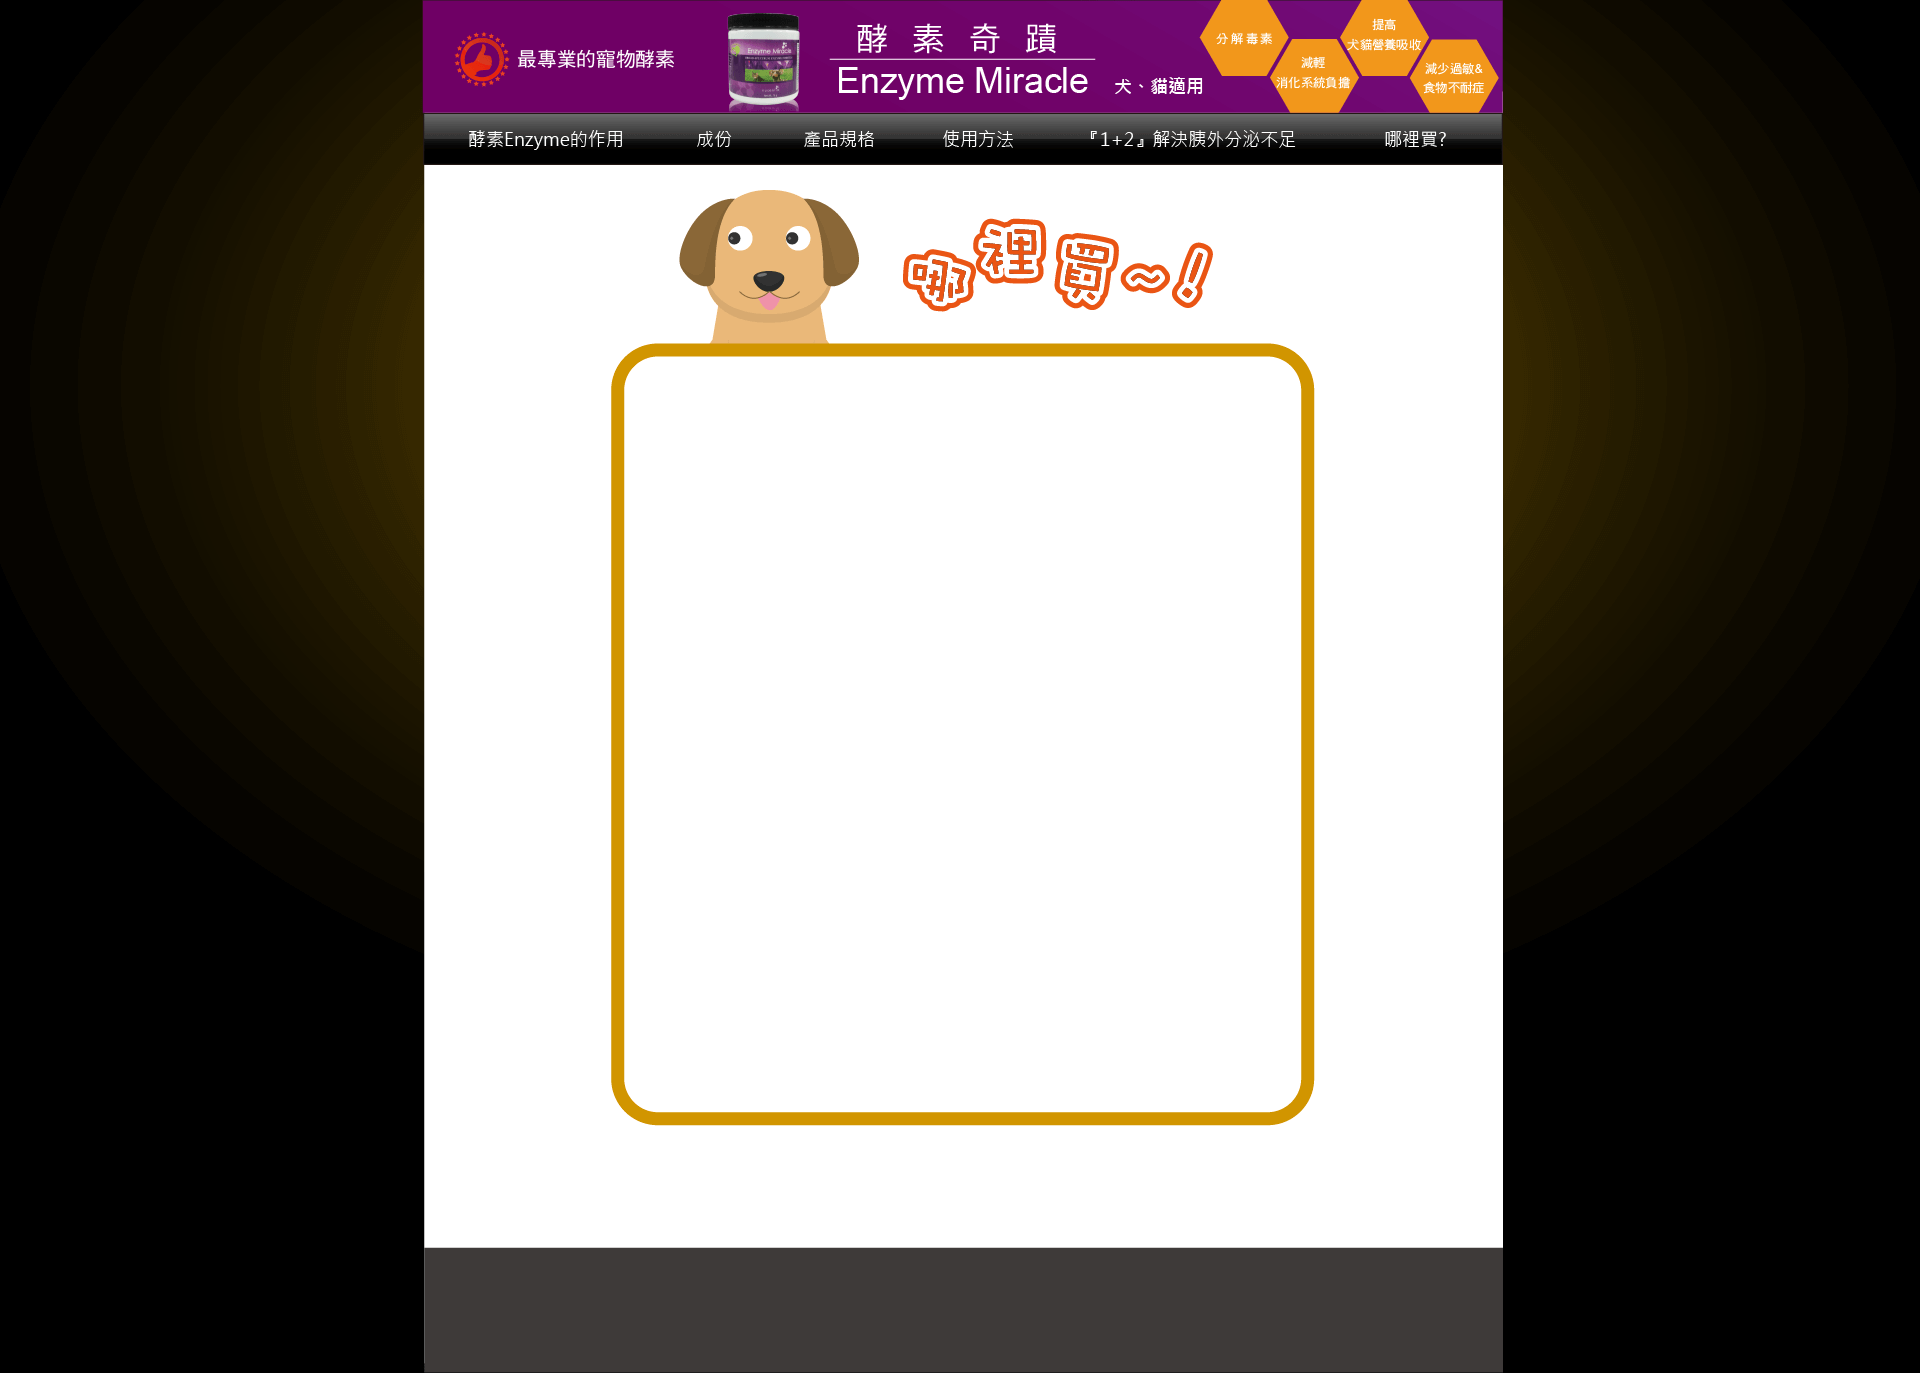 最專業的寵物酵素
Enzyme Miracle
酵素奇蹟
Enzyme Miracle
犬、貓適用
分解毒素
減輕
消化系統負擔
提高
犬貓營養吸收
減少過敏&
食物不耐症
酵素Enzyme的作用
成份
產品規格
使用方法
『1+2』解決胰外分泌不足
哪裡買?
哪裡買~!